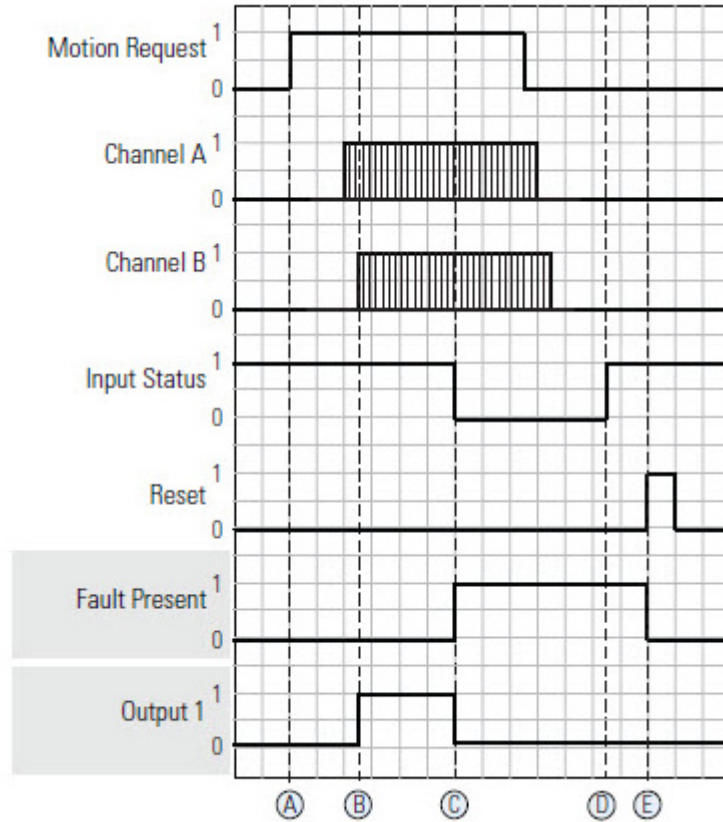 Motion Request 1
0
Channel A 1
0
Channel B 1
0
Input Status 1
0
Reset 1
0
Fault Present 1
0
Output 1 1
0
A B C D E